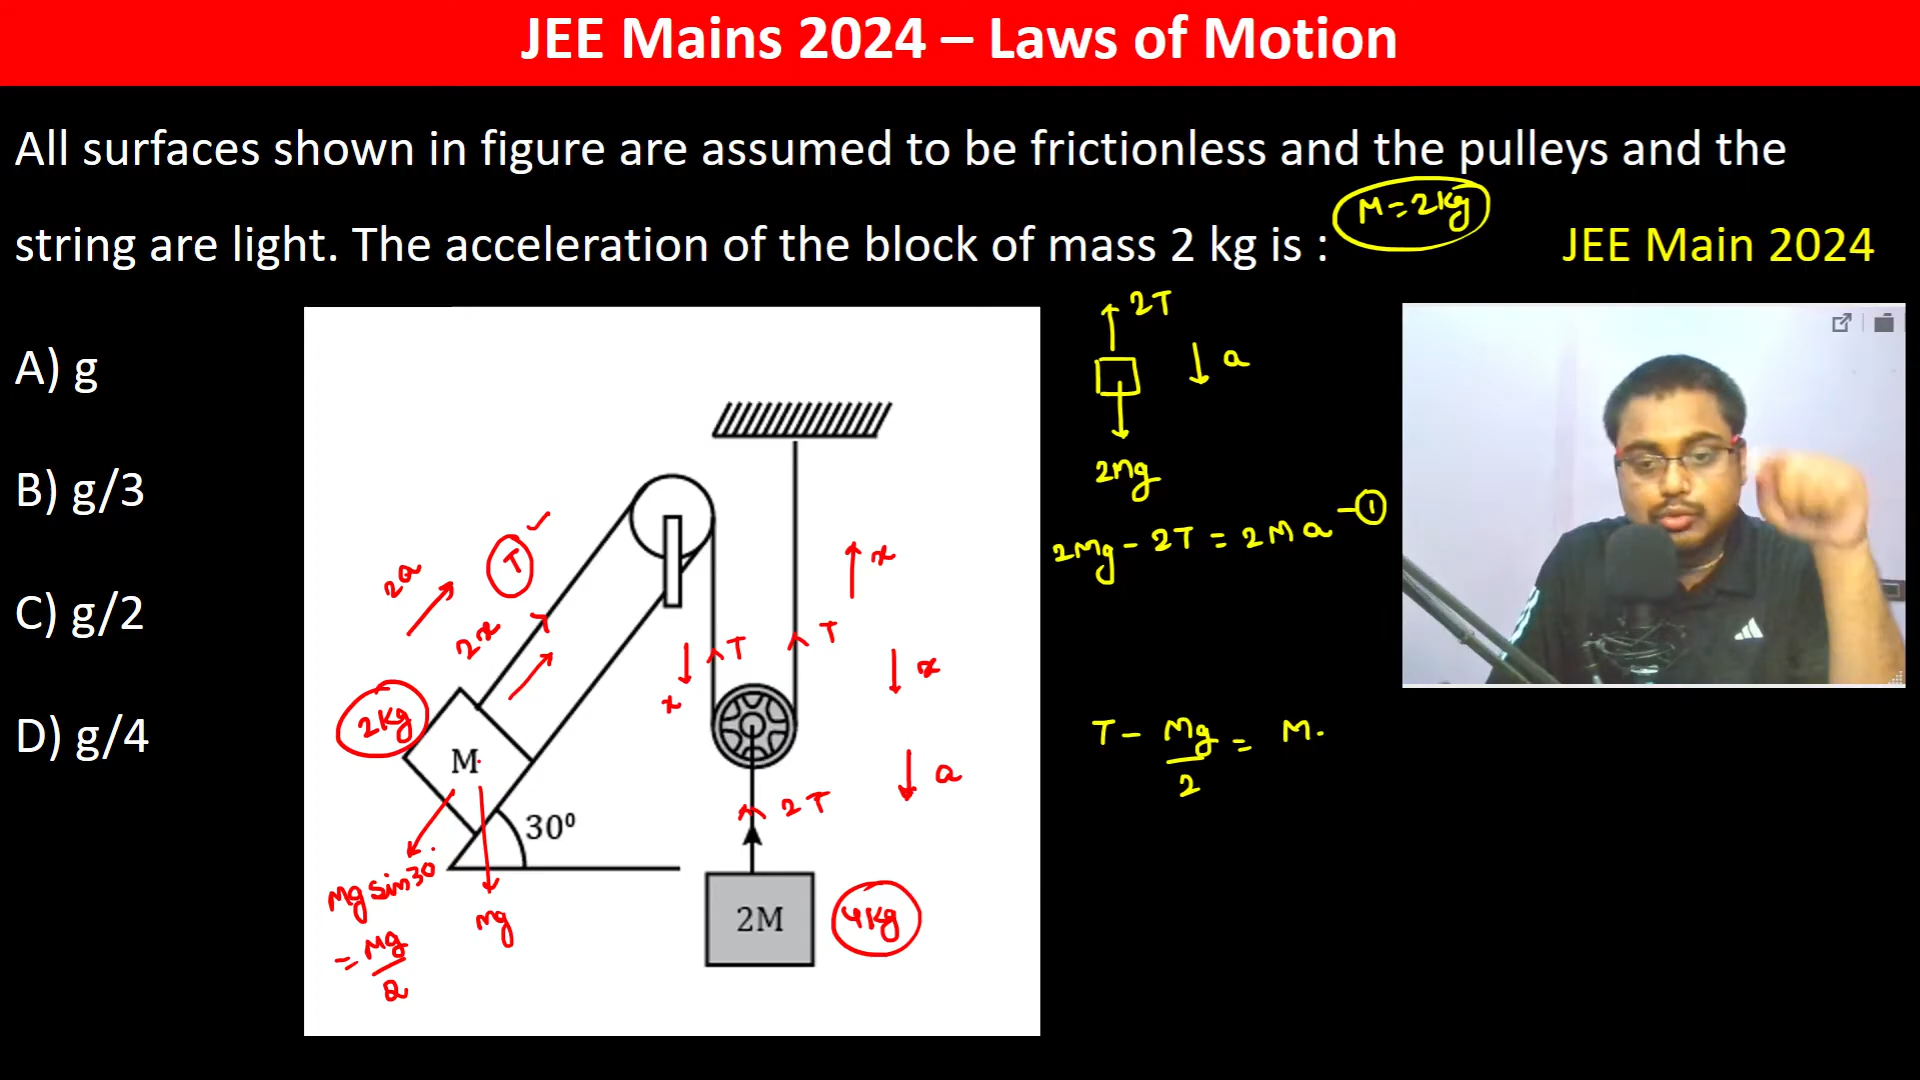 JEE Mains 2024 – Laws of Motion
All surfaces shown in figure are assumed to be frictionless and the pulleys and the
string are light. The acceleration of the block of mass 2 kg is :
M=2kg
JEE Main 2024
A) g
B) g/3
C) g/2
D) g/4
2a
T
2x
2kg
M
30⁰
Mg sin30
= Mg/2
Mg
x
T
T
x
x
a
2T
2M
4kg
2T
a
2Mg
2Mg - 2T = 2Ma -①
T - Mg/2 = M.